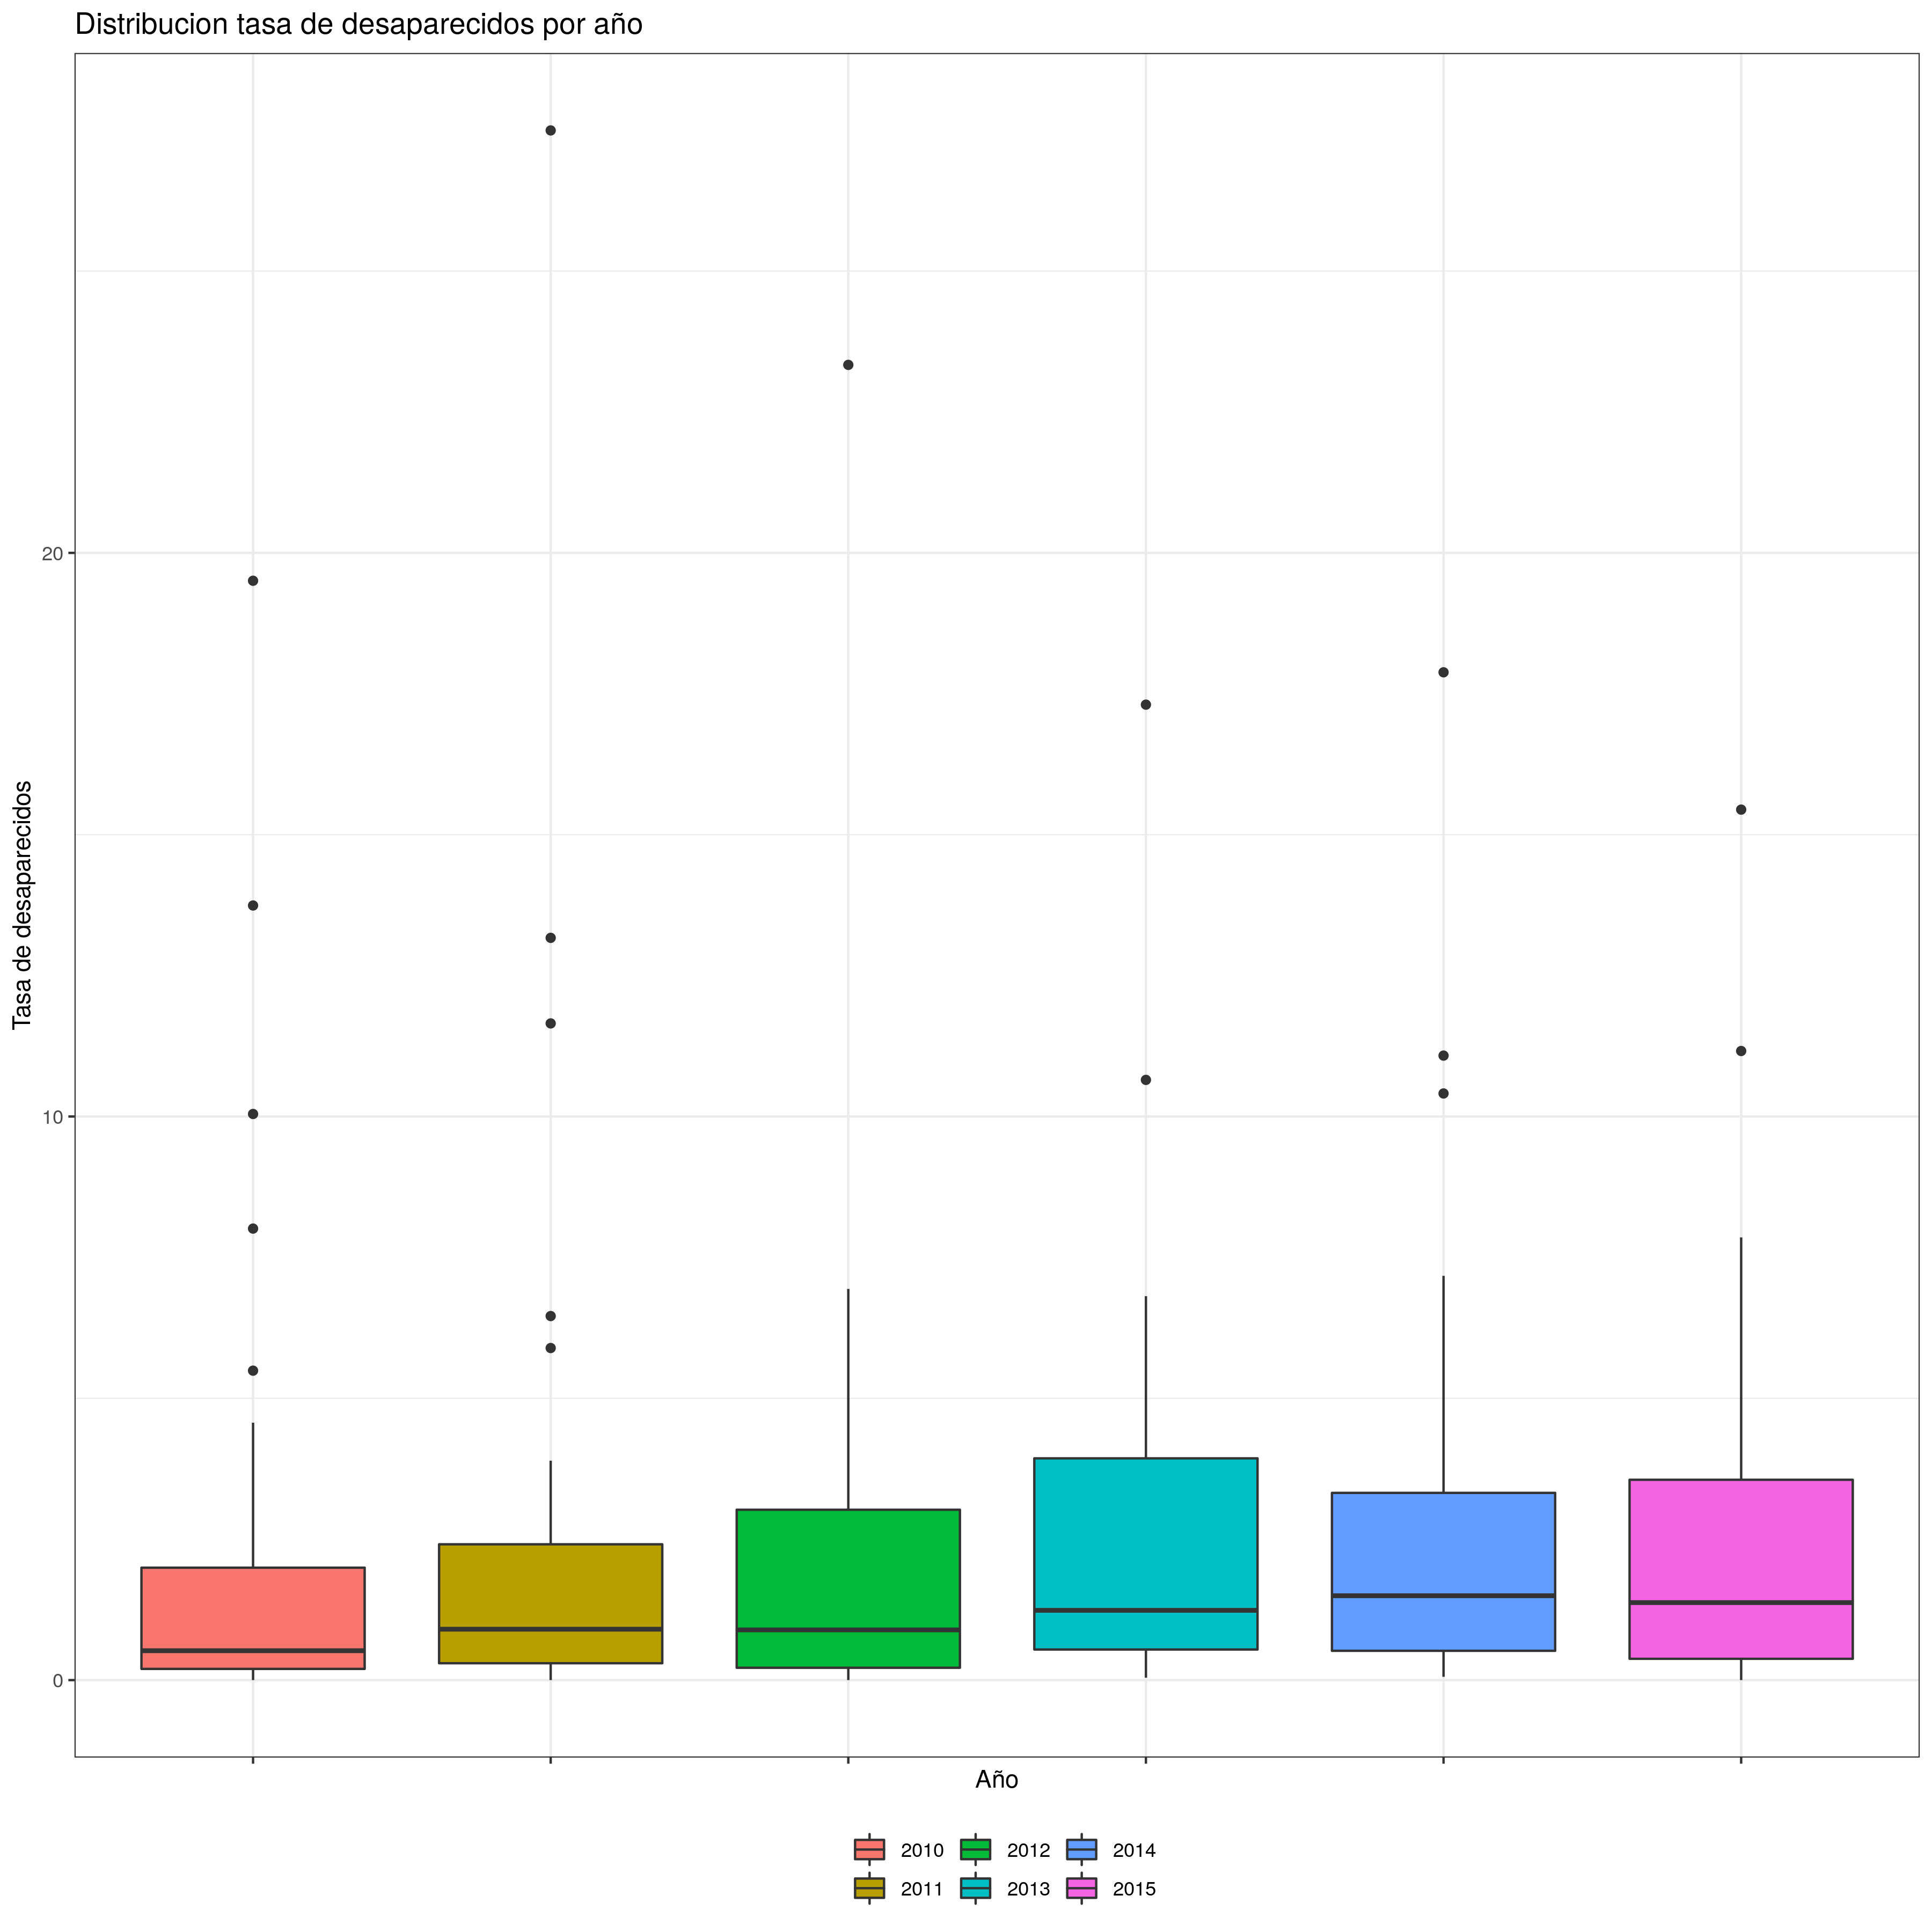 Distribucion tasa de desaparecidos por año
Tasa de desaparecidos
20
10
0
Año
2010 2012 2014
2011 2013 2015